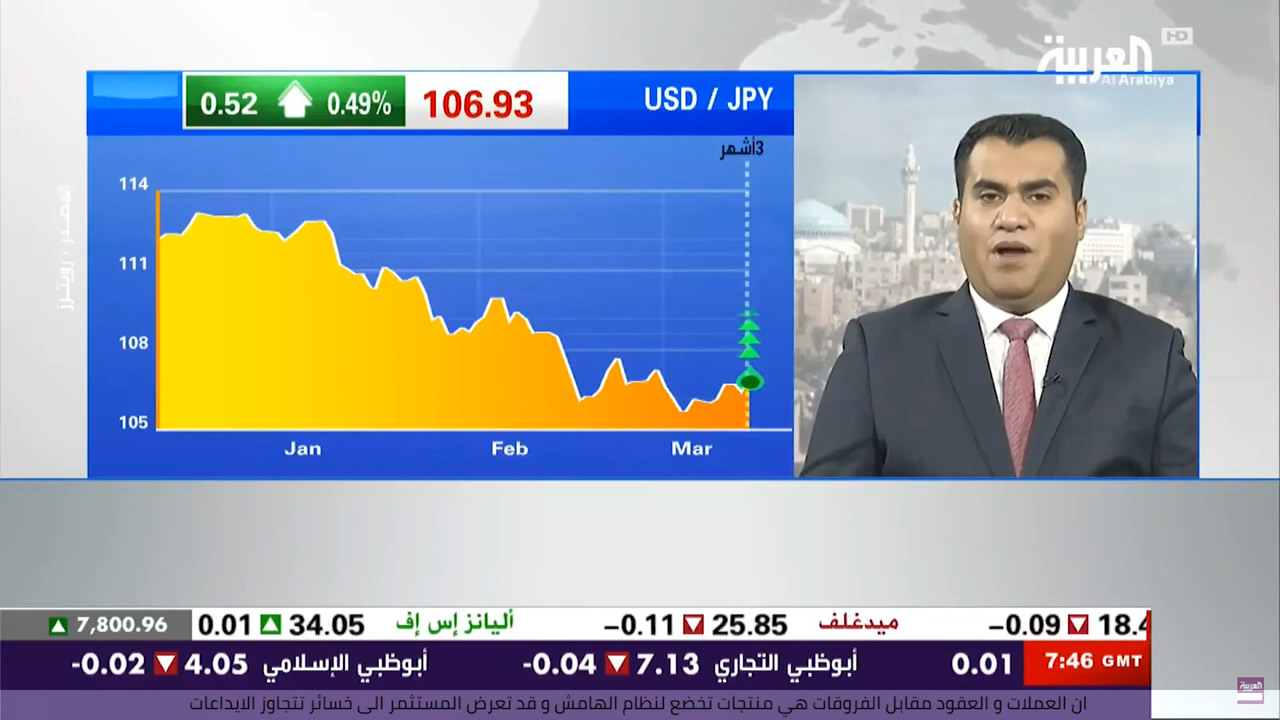 العربية HD
Al Arabiya
0.52 0.49% 106.93 USD / JPY
3أشهر
114
111
108
105
Jan Feb Mar
المصدر : رويترز
7,800.96 0.01 34.05 أليانز إس إف -0.11 25.85 ميدغلف -0.09 18.4
-0.02 4.05 أبوظبي الإسلامي -0.04 7.13 أبوظبي التجاري 0.01 7:46 GMT
العربية
ان العملات و العقود مقابل الفروقات هي منتجات تخضع لنظام الهامش و قد تعرض المستثمر الى خسائر تتجاوز الايداعات